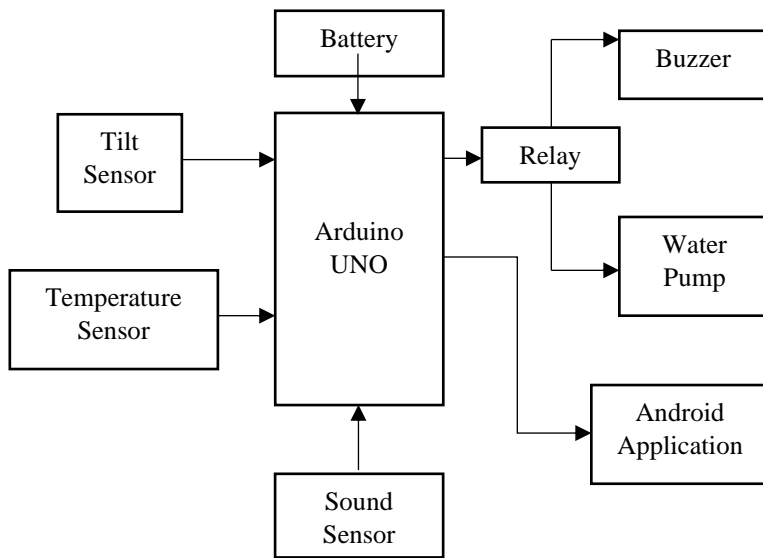 Battery
Buzzer
Tilt
Sensor
Relay
Arduino
UNO
Water
Pump
Temperature
Sensor
Android
Application
Sound
Sensor